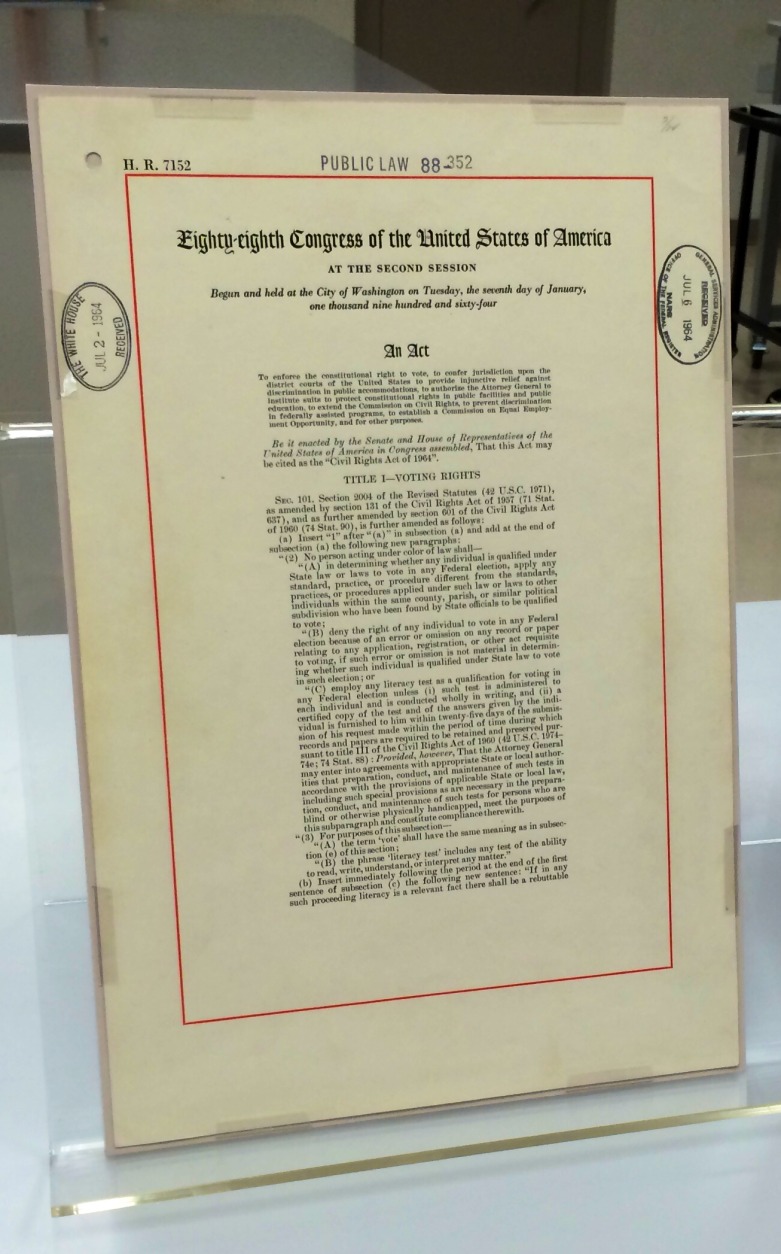 H. R. 7152
PUBLIC LAW 88-352
Eighty-eighth Congress of the United States of America
AT THE SECOND SESSION
Begun and held at the City of Washington on Tuesday, the seventh day of January,
one thousand nine hundred and sixty-four
THE WHITE HOUSE
JUL 2 - 1964
RECEIVED
GENERAL SERVICES ADMINISTRATION
RECEIVED
JUL 6 1964
NARS
OFFICE OF THE FEDERAL REGISTER
An Act
To enforce the constitutional right to vote, to confer jurisdiction upon the
district courts of the United States to provide injunctive relief against
discrimination in public accommodations, to authorize the Attorney General to
institute suits to protect constitutional rights in public facilities and public
education, to extend the Commission on Civil Rights, to prevent discrimination
in federally assisted programs, to establish a Commission on Equal Employ-
ment Opportunity, and for other purposes.
Be it enacted by the Senate and House of Representatives of the
United States of America in Congress assembled, That this Act may
be cited as the "Civil Rights Act of 1964".
TITLE I—VOTING RIGHTS
SEC. 101. Section 2004 of the Revised Statutes (42 U.S.C. 1971),
as amended by section 131 of the Civil Rights Act of 1957 (71 Stat.
637), and as further amended by section 601 of the Civil Rights Act
of 1960 (74 Stat. 90), is further amended as follows:
(a) Insert "1" after "(a)" in subsection (a) and add at the end of
subsection (a) the following new paragraphs:
"(2) No person acting under color of law shall—
"(A) in determining whether any individual is qualified under
State law or laws to vote in any Federal election, apply any
standard, practice, or procedure different from the standards,
practices, or procedures applied under such law or laws to other
individuals within the same county, parish, or similar political
subdivision who have been found by State officials to be qualified
to vote;
"(B) deny the right of any individual to vote in any Federal
election because of an error or omission on any record or paper
relating to any application, registration, or other act requisite
to voting, if such error or omission is not material in determin-
ing whether such individual is qualified under State law to vote
in such election; or
"(C) employ any literacy test as a qualification for voting in
any Federal election unless (i) such test is administered to
each individual and is conducted wholly in writing, and (ii) a
certified copy of the test and of the answers given by the indi-
vidual is furnished to him within twenty-five days of the submis-
sion of his request made within the period of time during which
records and papers are required to be retained and preserved pur-
suant to title III of the Civil Rights Act of 1960 (42 U.S.C. 1974–
74e; 74 Stat. 88): Provided, however, That the Attorney General
may enter into agreements with appropriate State or local author-
ities that preparation, conduct, and maintenance of such tests in
accordance with the provisions of applicable State or local law,
including such special provisions as are necessary in the prepara-
tion, conduct, and maintenance of such tests for persons who are
blind or otherwise physically handicapped, meet the purposes of
this subparagraph and constitute compliance therewith.
"(3) For purposes of this subsection—
"(A) the term 'vote' shall have the same meaning as in subsec-
tion (e) of this section;
"(B) the phrase 'literacy test' includes any test of the ability
to read, write, understand, or interpret any matter."
(b) Insert immediately following the period at the end of the first
sentence of subsection (c) the following new sentence: "If in any
such proceeding literacy is a relevant fact there shall be a rebuttable